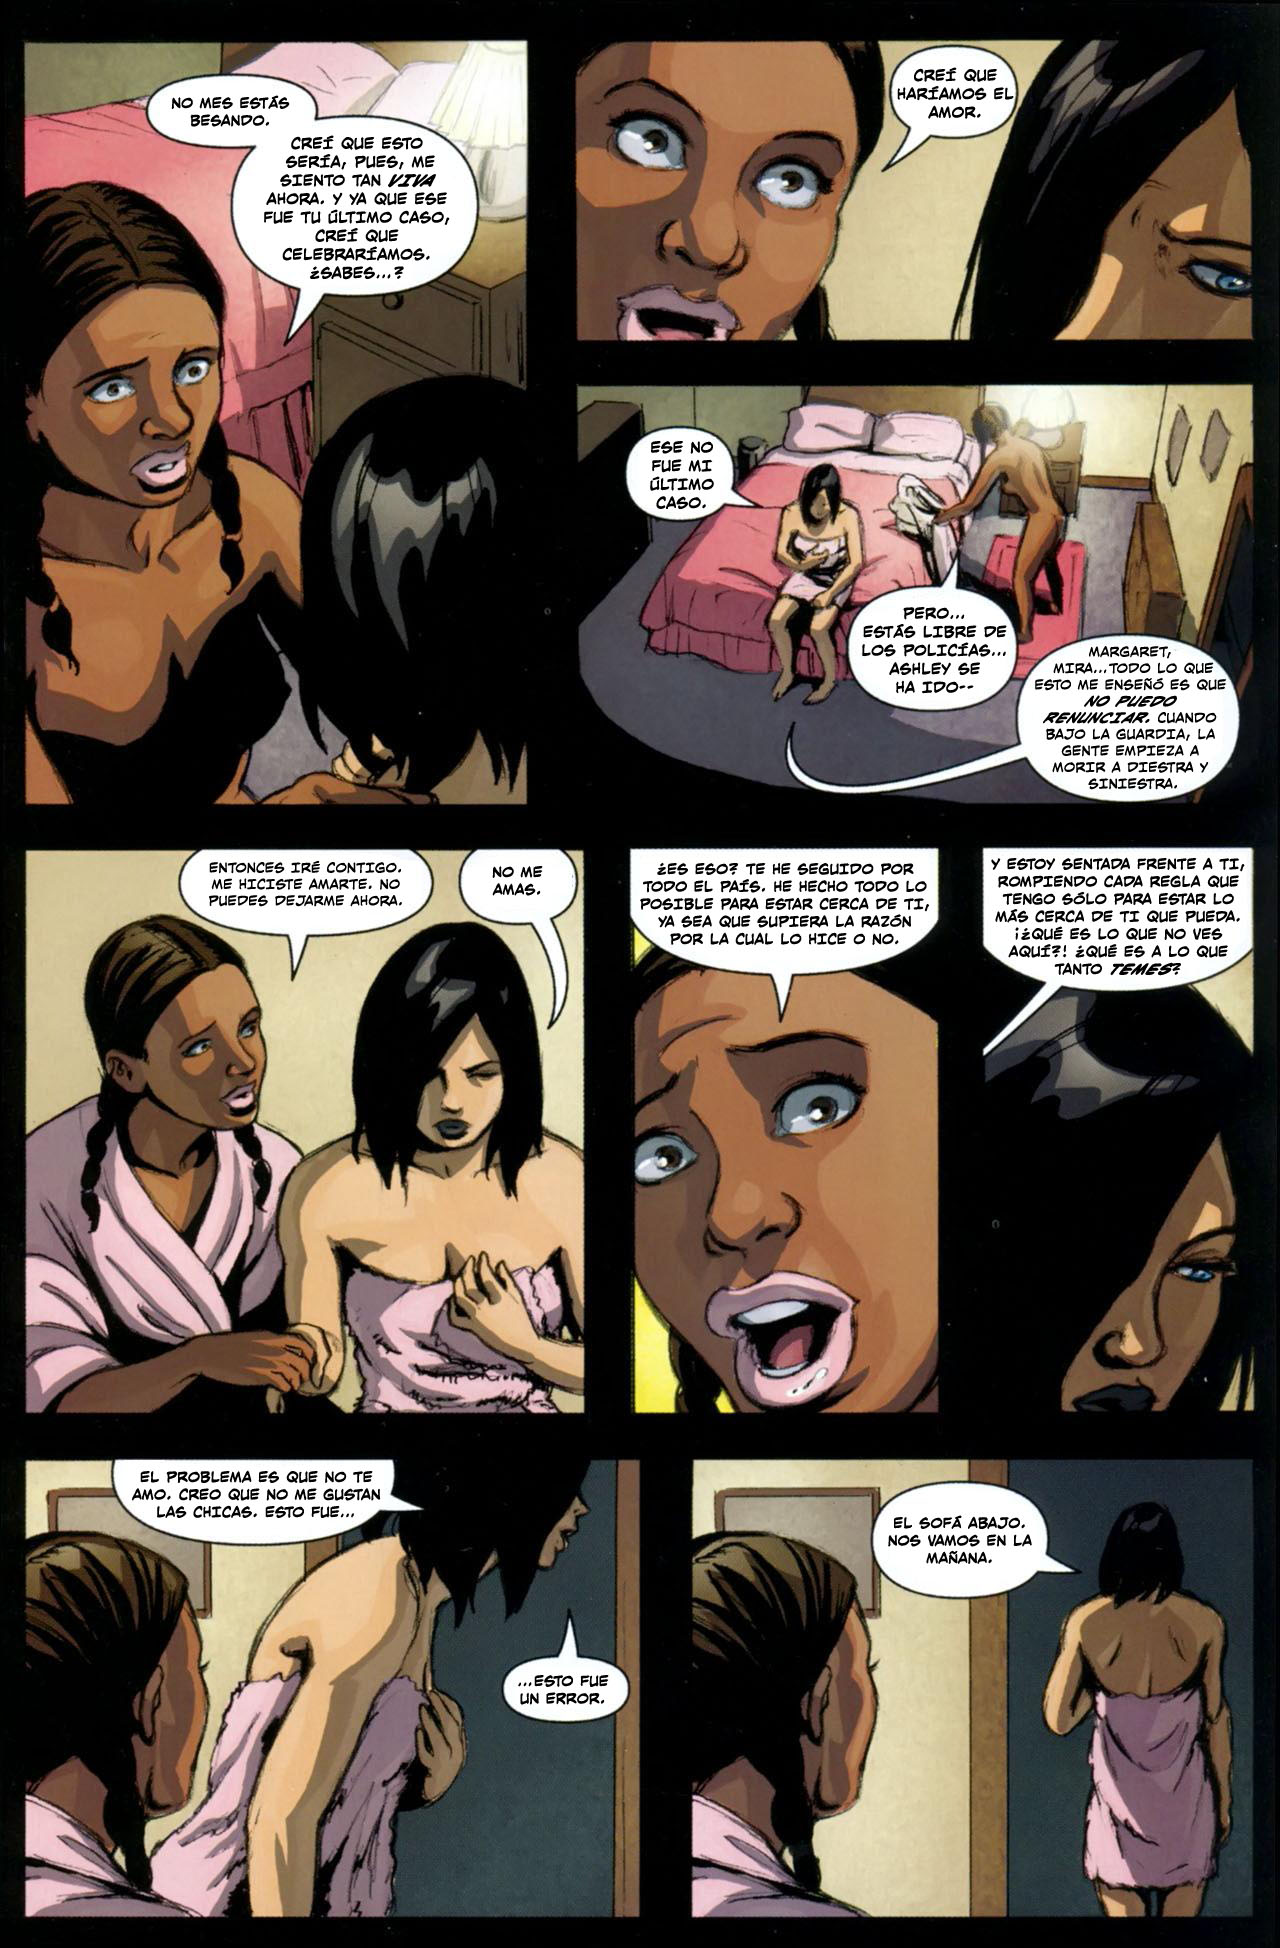 NO MES ESTÁS
BESANDO.
CREÍ QUE ESTO
SERÍA, PUES, ME
SIENTO TAN VIVA
AHORA. Y YA QUE ESE
FUE TU ÚLTIMO CASO,
CREÍ QUE
CELEBRARÍAMOS.
¿SABES...?
CREÍ QUE
HARÍAMOS EL
AMOR.
ESE NO
FUE MI
ÚLTIMO
CASO.
PERO...
ESTÁS LIBRE DE
LOS POLICÍAS...
ASHLEY SE
HA IDO--
MARGARET,
MIRA...TODO LO QUE
ESTO ME ENSEÑÓ ES QUE
NO PUEDO
RENUNCIAR. CUANDO
BAJO LA GUARDIA, LA
GENTE EMPIEZA A
MORIR A DIESTRA Y
SINIESTRA.
ENTONCES IRÉ CONTIGO.
ME HICISTE AMARTE. NO
PUEDES DEJARME AHORA.
NO ME
AMAS.
¿ES ESO? TE HE SEGUIDO POR
TODO EL PAÍS. HE HECHO TODO LO
POSIBLE PARA ESTAR CERCA DE TI,
YA SEA QUE SUPIERA LA RAZÓN
POR LA CUAL LO HICE O NO.
Y ESTOY SENTADA FRENTE A TI,
ROMPIENDO CADA REGLA QUE
TENGO SÓLO PARA ESTAR LO
MÁS CERCA DE TI QUE PUEDA.
¡¿QUÉ ES LO QUE NO VES
AQUÍ?! ¿QUÉ ES A LO QUE
TANTO TEMES?
EL PROBLEMA ES QUE NO TE
AMO. CREO QUE NO ME GUSTAN
LAS CHICAS. ESTO FUE...
...ESTO FUE
UN ERROR.
EL SOFÁ ABAJO.
NOS VAMOS EN LA
MAÑANA.